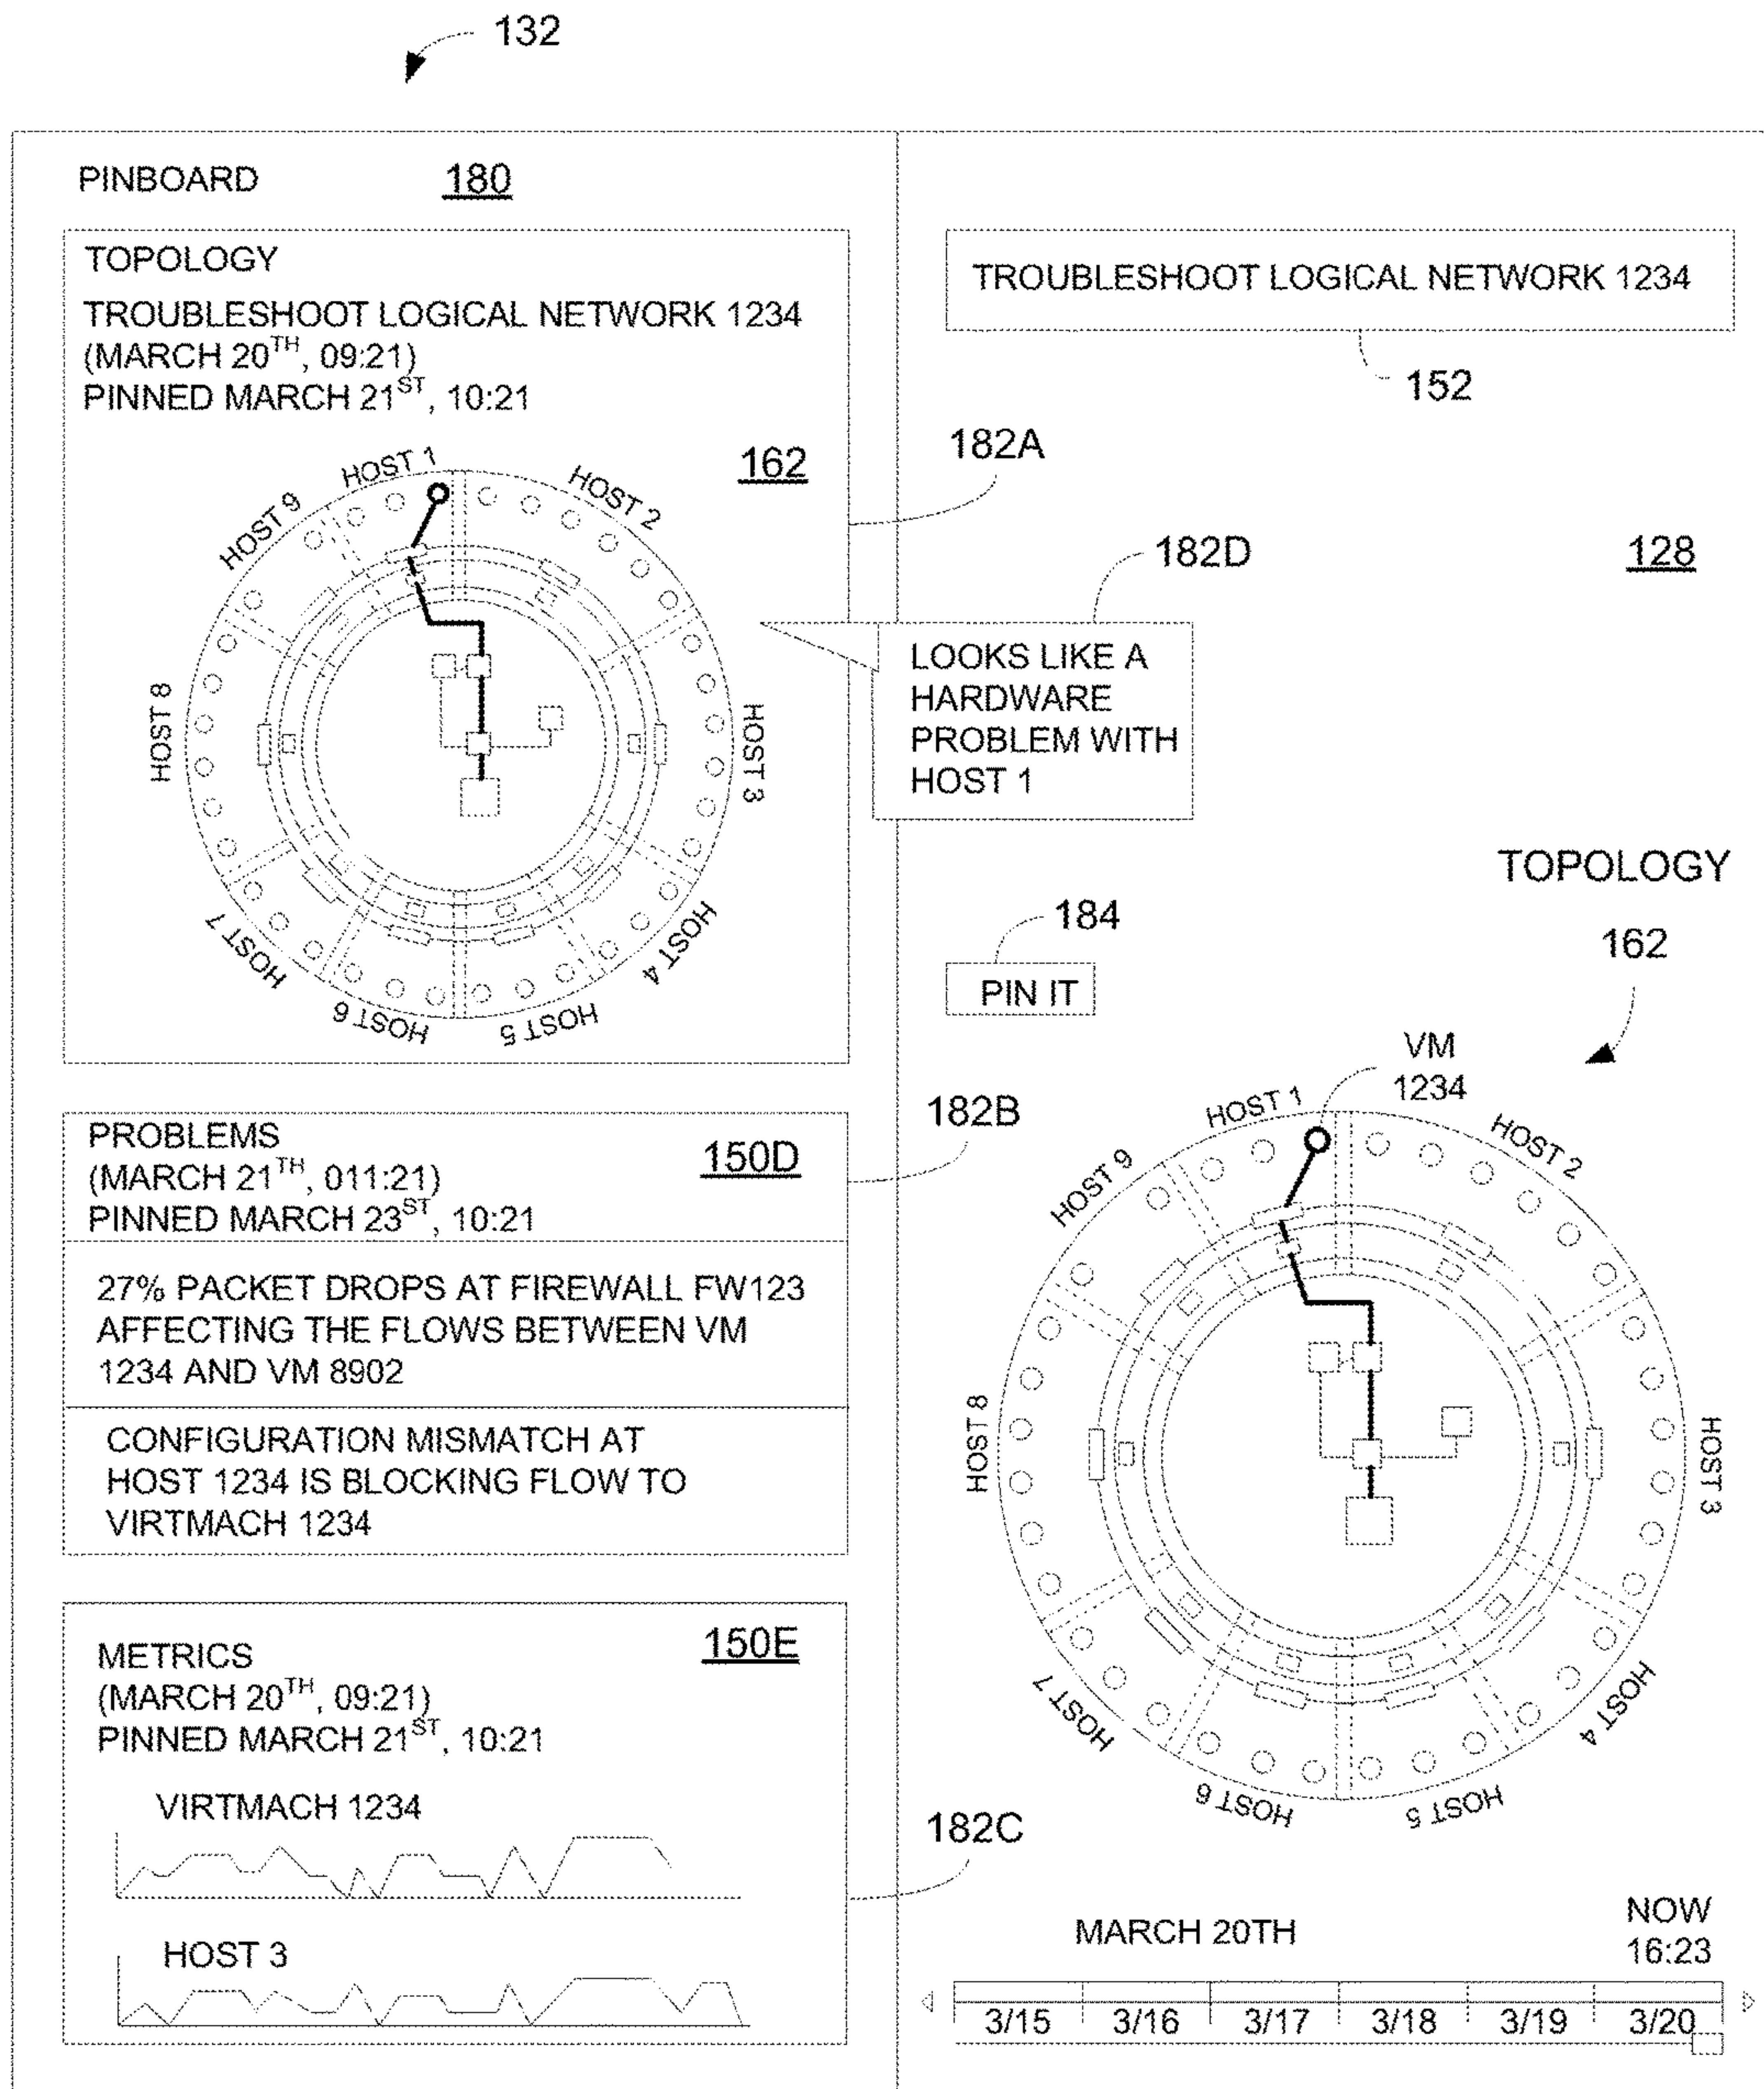 132
PINBOARD 180
TOPOLOGY
TROUBLESHOOT LOGICAL NETWORK 1234
(MARCH 20TH, 09:21)
PINNED MARCH 21ST, 10:21
162
HOST 1
HOST 2
HOST 3
HOST 4
HOST 5
HOST 6
HOST 7
HOST 8
HOST 9
182A
182D
LOOKS LIKE A
HARDWARE
PROBLEM WITH
HOST 1
PROBLEMS
(MARCH 21TH, 011:21)
PINNED MARCH 23ST, 10:21
150D
182B
27% PACKET DROPS AT FIREWALL FW123
AFFECTING THE FLOWS BETWEEN VM
1234 AND VM 8902
CONFIGURATION MISMATCH AT
HOST 1234 IS BLOCKING FLOW TO
VIRTMACH 1234
METRICS
(MARCH 20TH, 09:21)
PINNED MARCH 21ST, 10:21
150E
VIRTMACH 1234
HOST 3
182C
TROUBLESHOOT LOGICAL NETWORK 1234
152
128
TOPOLOGY
162
184
PIN IT
VM
1234
HOST 1
HOST 2
HOST 3
HOST 4
HOST 5
HOST 6
HOST 7
HOST 8
HOST 9
MARCH 20TH
NOW
16:23
3/15 3/16 3/17 3/18 3/19 3/20